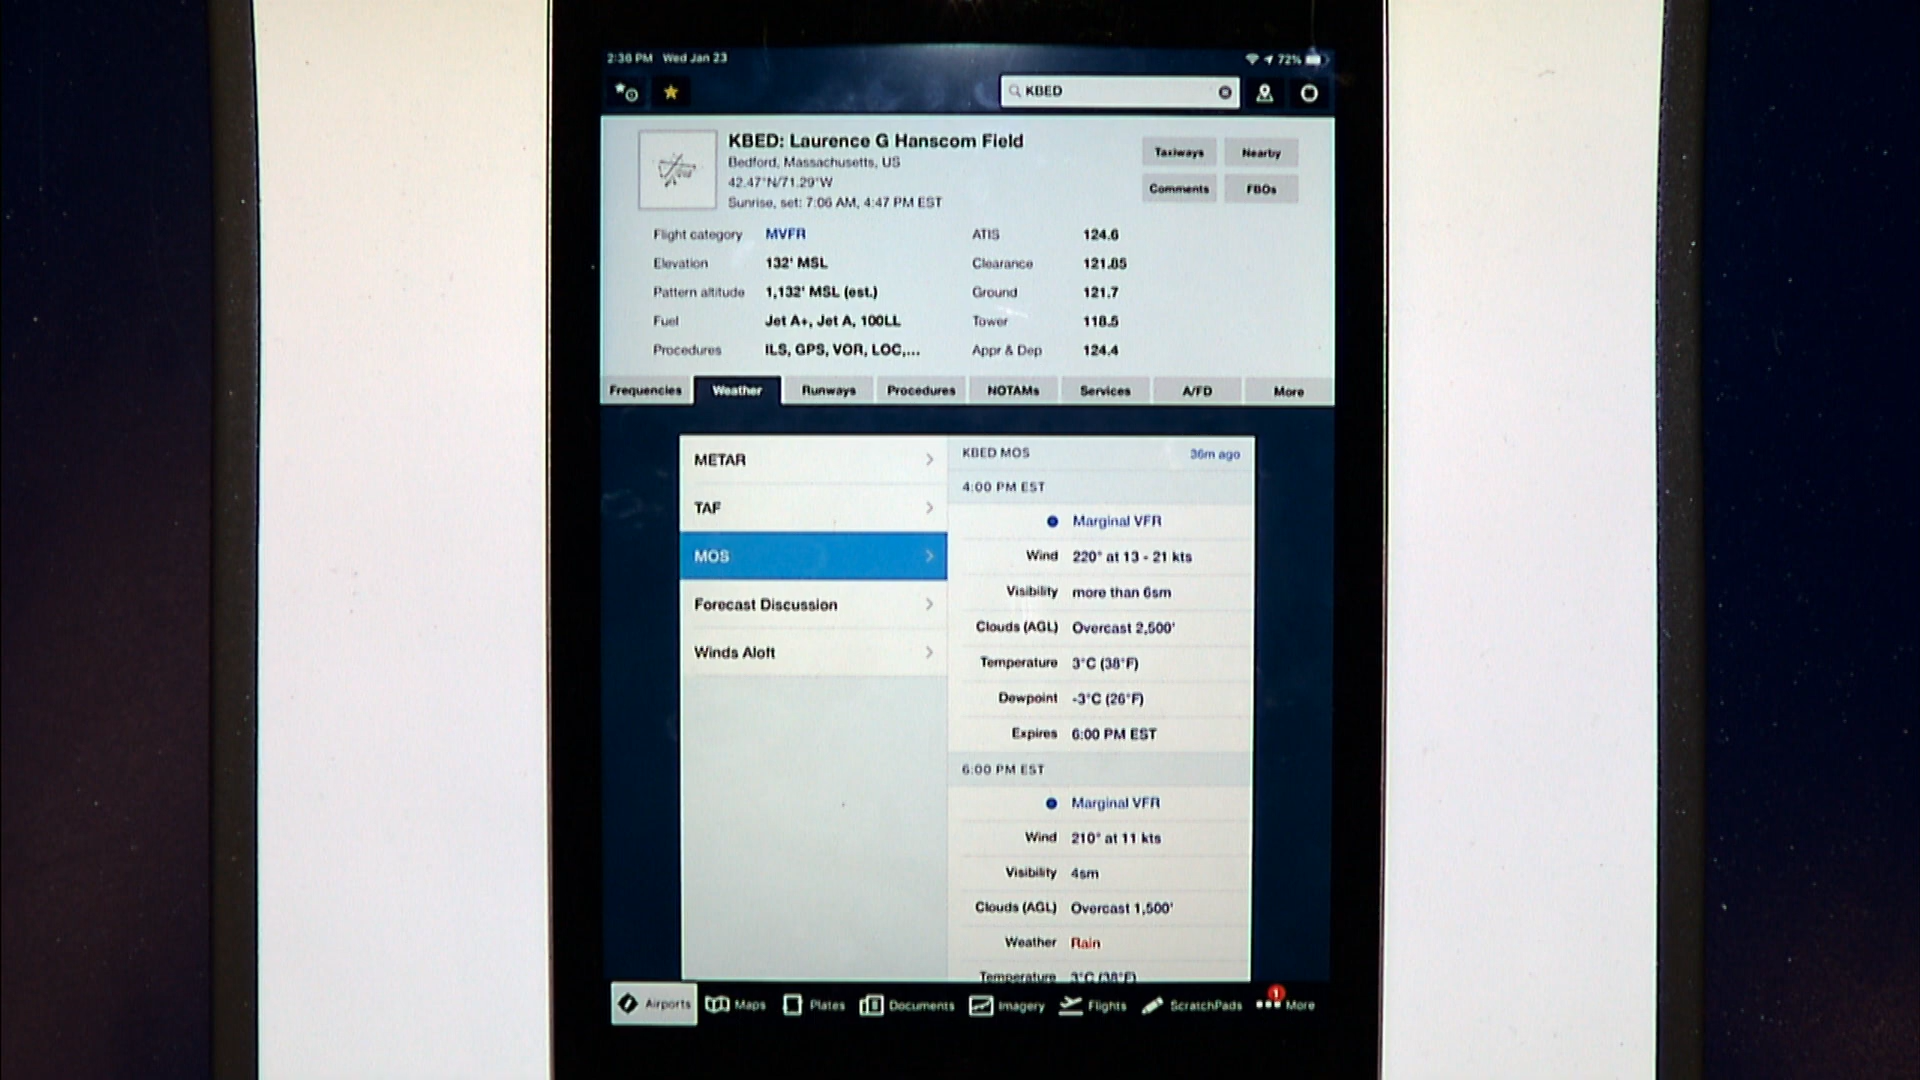 2:36 PM Wed Jan 23
72%
KBED
KBED: Laurence G Hanscom Field
Bedford, Massachusetts, US
42.47°N/71.29°W
Sunrise, set: 7:06 AM, 4:47 PM EST
Taxiways Nearby
Comments FBOs
Flight category MVFR ATIS 124.6
Elevation 132' MSL Clearance 121.85
Pattern altitude 1,132' MSL (est.) Ground 121.7
Fuel Jet A+, Jet A, 100LL Tower 118.5
Procedures ILS, GPS, VOR, LOC,... Appr & Dep 124.4
Frequencies Weather Runways Procedures NOTAMs Services A/FD More
METAR
TAF
MOS
Forecast Discussion
Winds Aloft
KBED MOS 36m ago
4:00 PM EST
Marginal VFR
Wind 220° at 13 - 21 kts
Visibility more than 6sm
Clouds (AGL) Overcast 2,500'
Temperature 3°C (38°F)
Dewpoint -3°C (26°F)
Expires 6:00 PM EST
6:00 PM EST
Marginal VFR
Wind 210° at 11 kts
Visibility 4sm
Clouds (AGL) Overcast 1,500'
Weather Rain
Temperature 3°C (38°F)
Airports Maps Plates Documents Imagery Flights ScratchPads 1 More